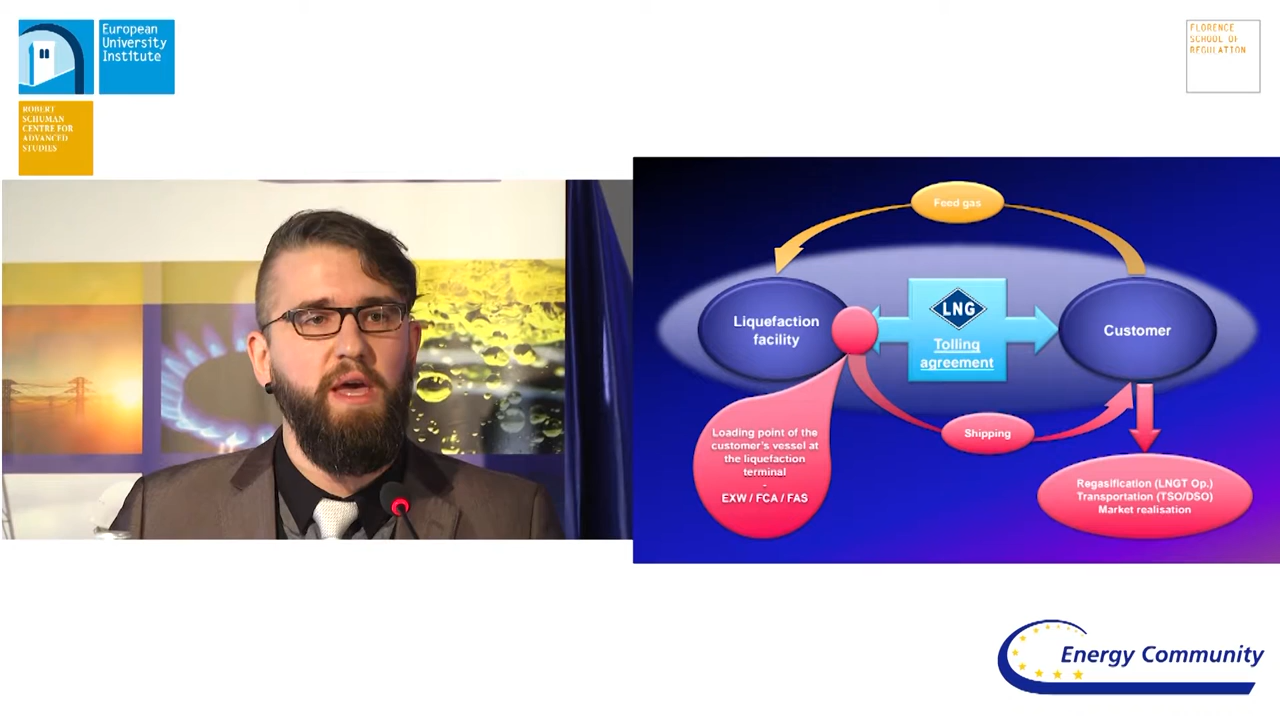 European
University
Institute
ROBERT
SCHUMAN
CENTRE FOR
ADVANCED
STUDIES
FLORENCE
SCHOOL OF
REGULATION
Feed gas
Liquefaction
facility
LNG
Tolling
agreement
Customer
Loading point of the
customer's vessel at
the liquefaction
terminal
-
EXW / FCA / FAS
Shipping
Regasification (LNGT Op.)
Transportation (TSO/DSO)
Market realisation
Energy Community